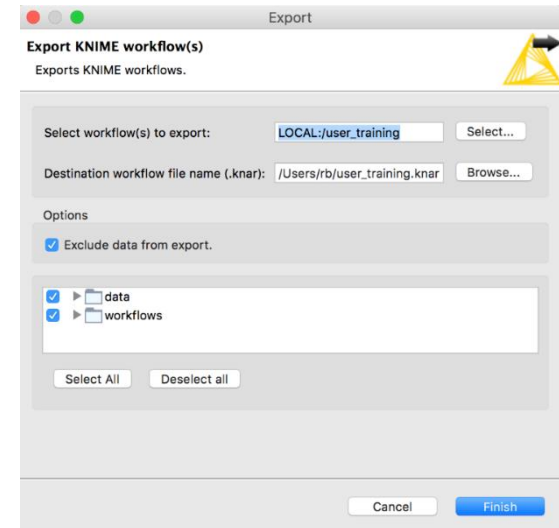 Export
Export KNIME workflow(s)
Exports KNIME workflows.
Select workflow(s) to export: LOCAL:/user_training Select...
Destination workflow file name (.knar): /Users/rb/user_training.knar Browse...
Options
Exclude data from export.
data
workflows
Select All Deselect all
Cancel Finish